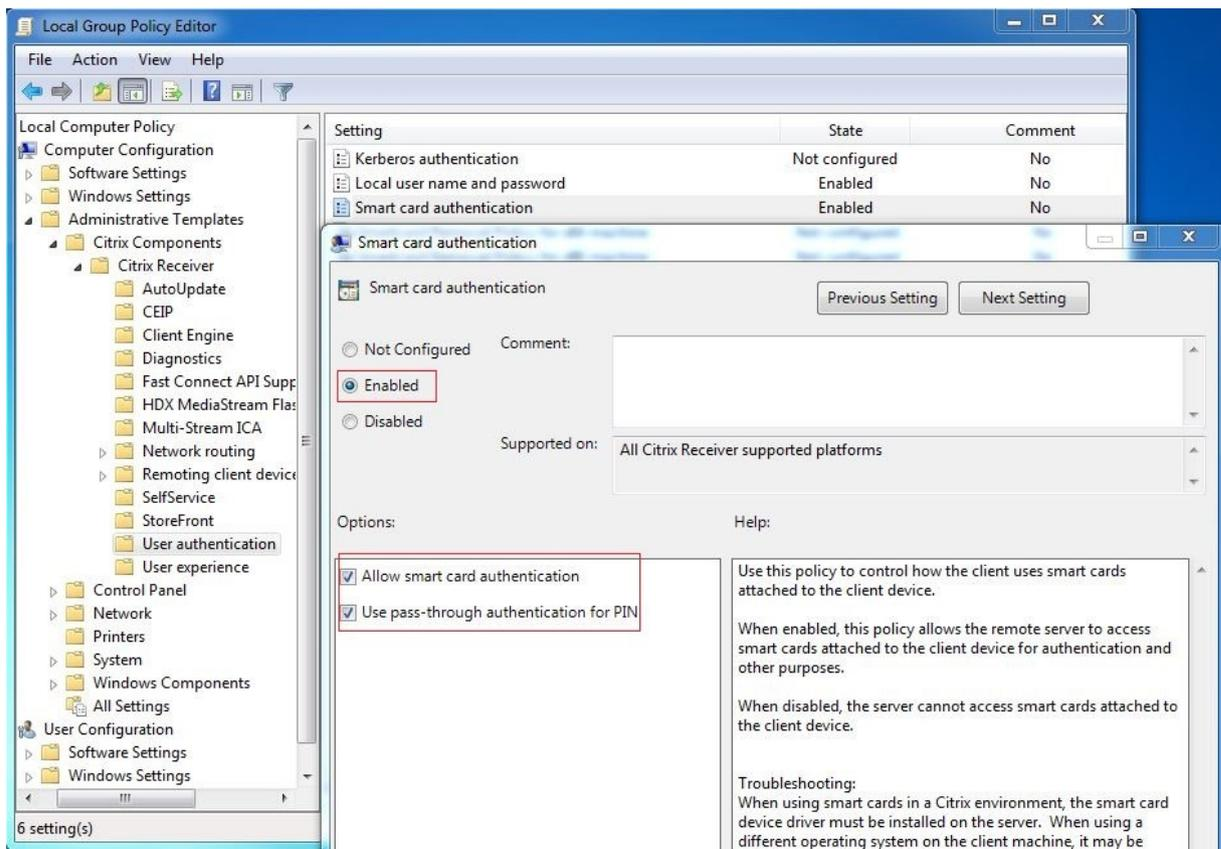 Local Group Policy Editor
File Action View Help
Local Computer Policy
Computer Configuration
Software Settings
Windows Settings
Administrative Templates
Citrix Components
Citrix Receiver
AutoUpdate
CEIP
Client Engine
Diagnostics
Fast Connect API Supp
HDX MediaStream Flas
Multi-Stream ICA
Network routing
Remoting client device
SelfService
StoreFront
User authentication
User experience
Control Panel
Network
Printers
System
Windows Components
All Settings
User Configuration
Software Settings
Windows Settings
6 setting(s)
Setting State Comment
Kerberos authentication Not configured No
Local user name and password Enabled No
Smart card authentication Enabled No
Smart card authentication
Smart card authentication
Previous Setting Next Setting
Not Configured
Enabled
Disabled
Comment:
Supported on: All Citrix Receiver supported platforms
Options:
Allow smart card authentication
Use pass-through authentication for PIN
Help:
Use this policy to control how the client uses smart cards
attached to the client device.
When enabled, this policy allows the remote server to access
smart cards attached to the client device for authentication and
other purposes.
When disabled, the server cannot access smart cards attached to
the client device.
Troubleshooting:
When using smart cards in a Citrix environment, the smart card
device driver must be installed on the server. When using a
different operating system on the client machine, it may be